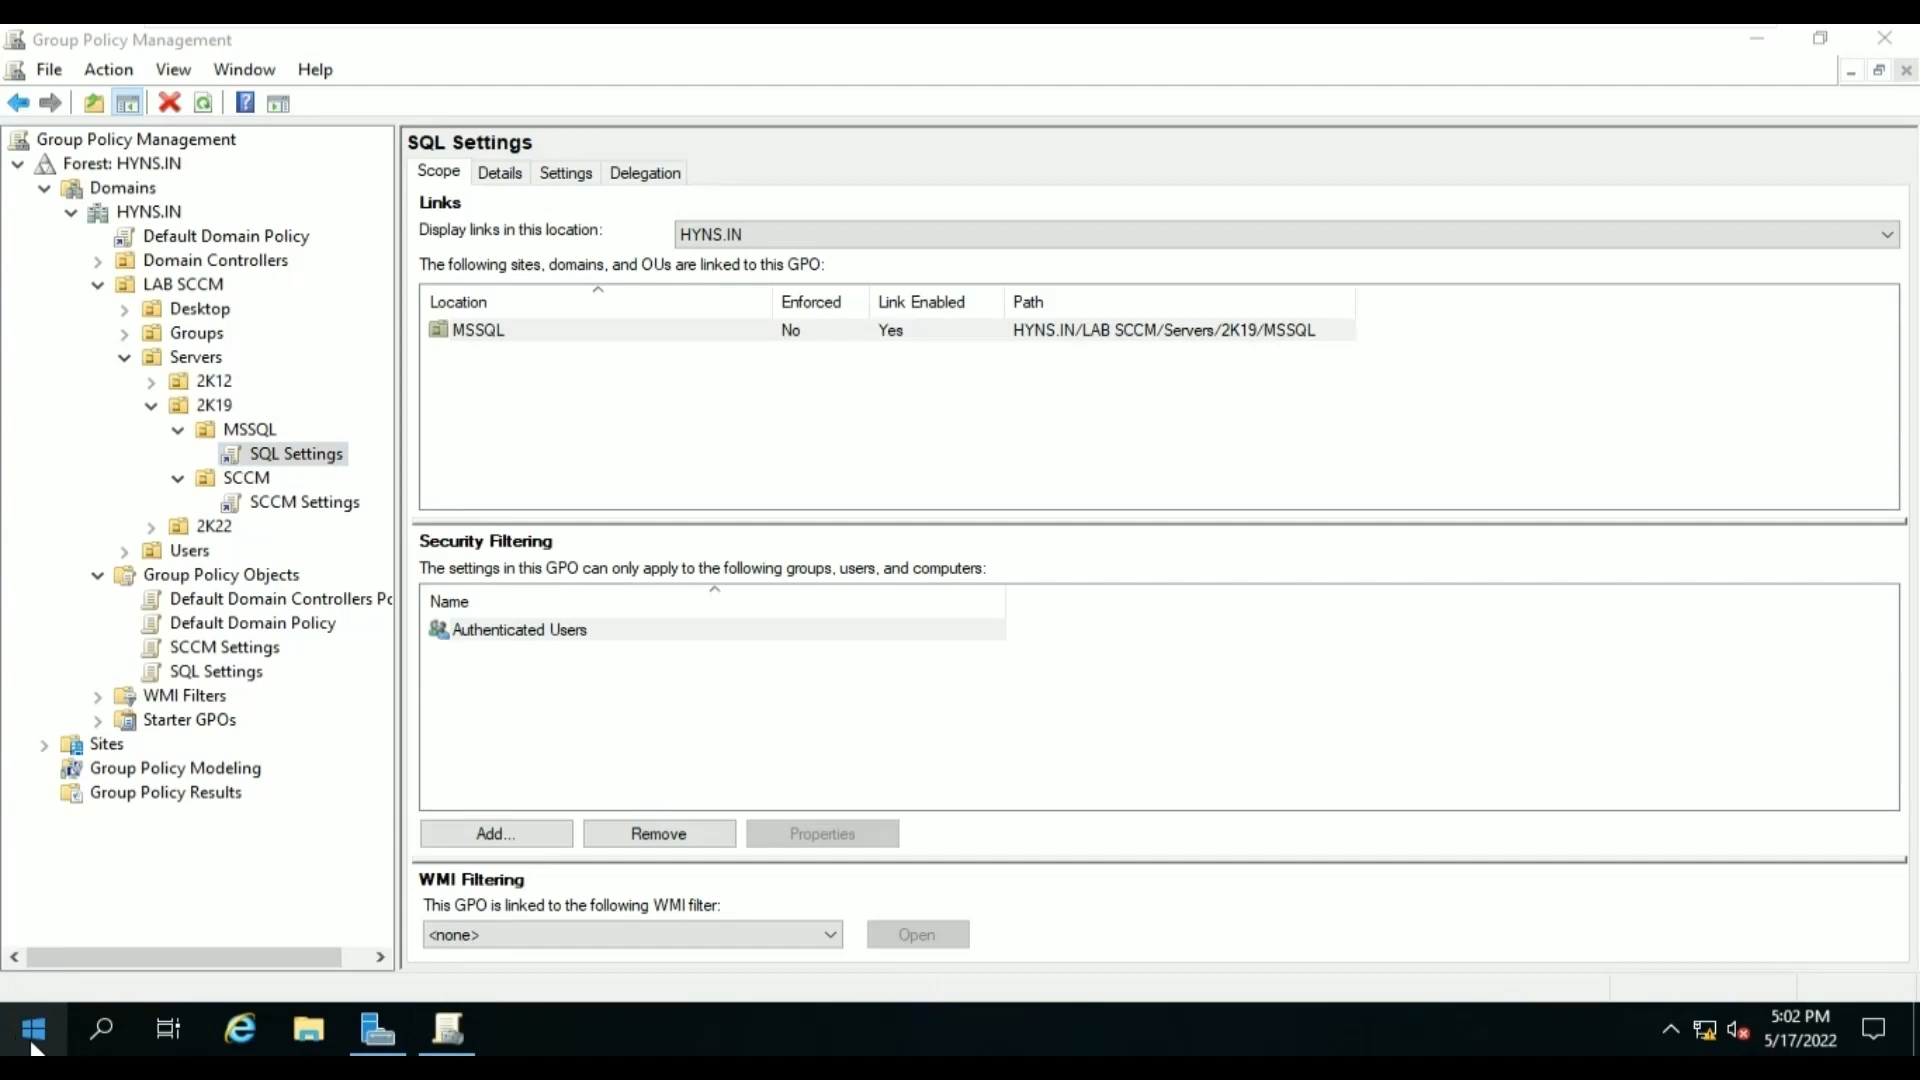 Group Policy Management
File Action View Window Help
Group Policy Management
Forest: HYNS.IN
Domains
HYNS.IN
Default Domain Policy
Domain Controllers
LAB SCCM
Desktop
Groups
Servers
2K12
2K19
MSSQL
SQL Settings
SCCM
SCCM Settings
2K22
Users
Group Policy Objects
Default Domain Controllers Pc
Default Domain Policy
SCCM Settings
SQL Settings
WMI Filters
Starter GPOs
Sites
Group Policy Modeling
Group Policy Results
SQL Settings
Scope Details Settings Delegation
Links
Display links in this location: HYNS.IN
The following sites, domains, and OUs are linked to this GPO:
Location Enforced Link Enabled Path
MSSQL No Yes HYNS.IN/LAB SCCM/Servers/2K19/MSSQL
Security Filtering
The settings in this GPO can only apply to the following groups, users, and computers:
Name
Authenticated Users
Add... Remove Properties
WMI Filtering
This GPO is linked to the following WMI filter:
<none> Open
5:02 PM
5/17/2022